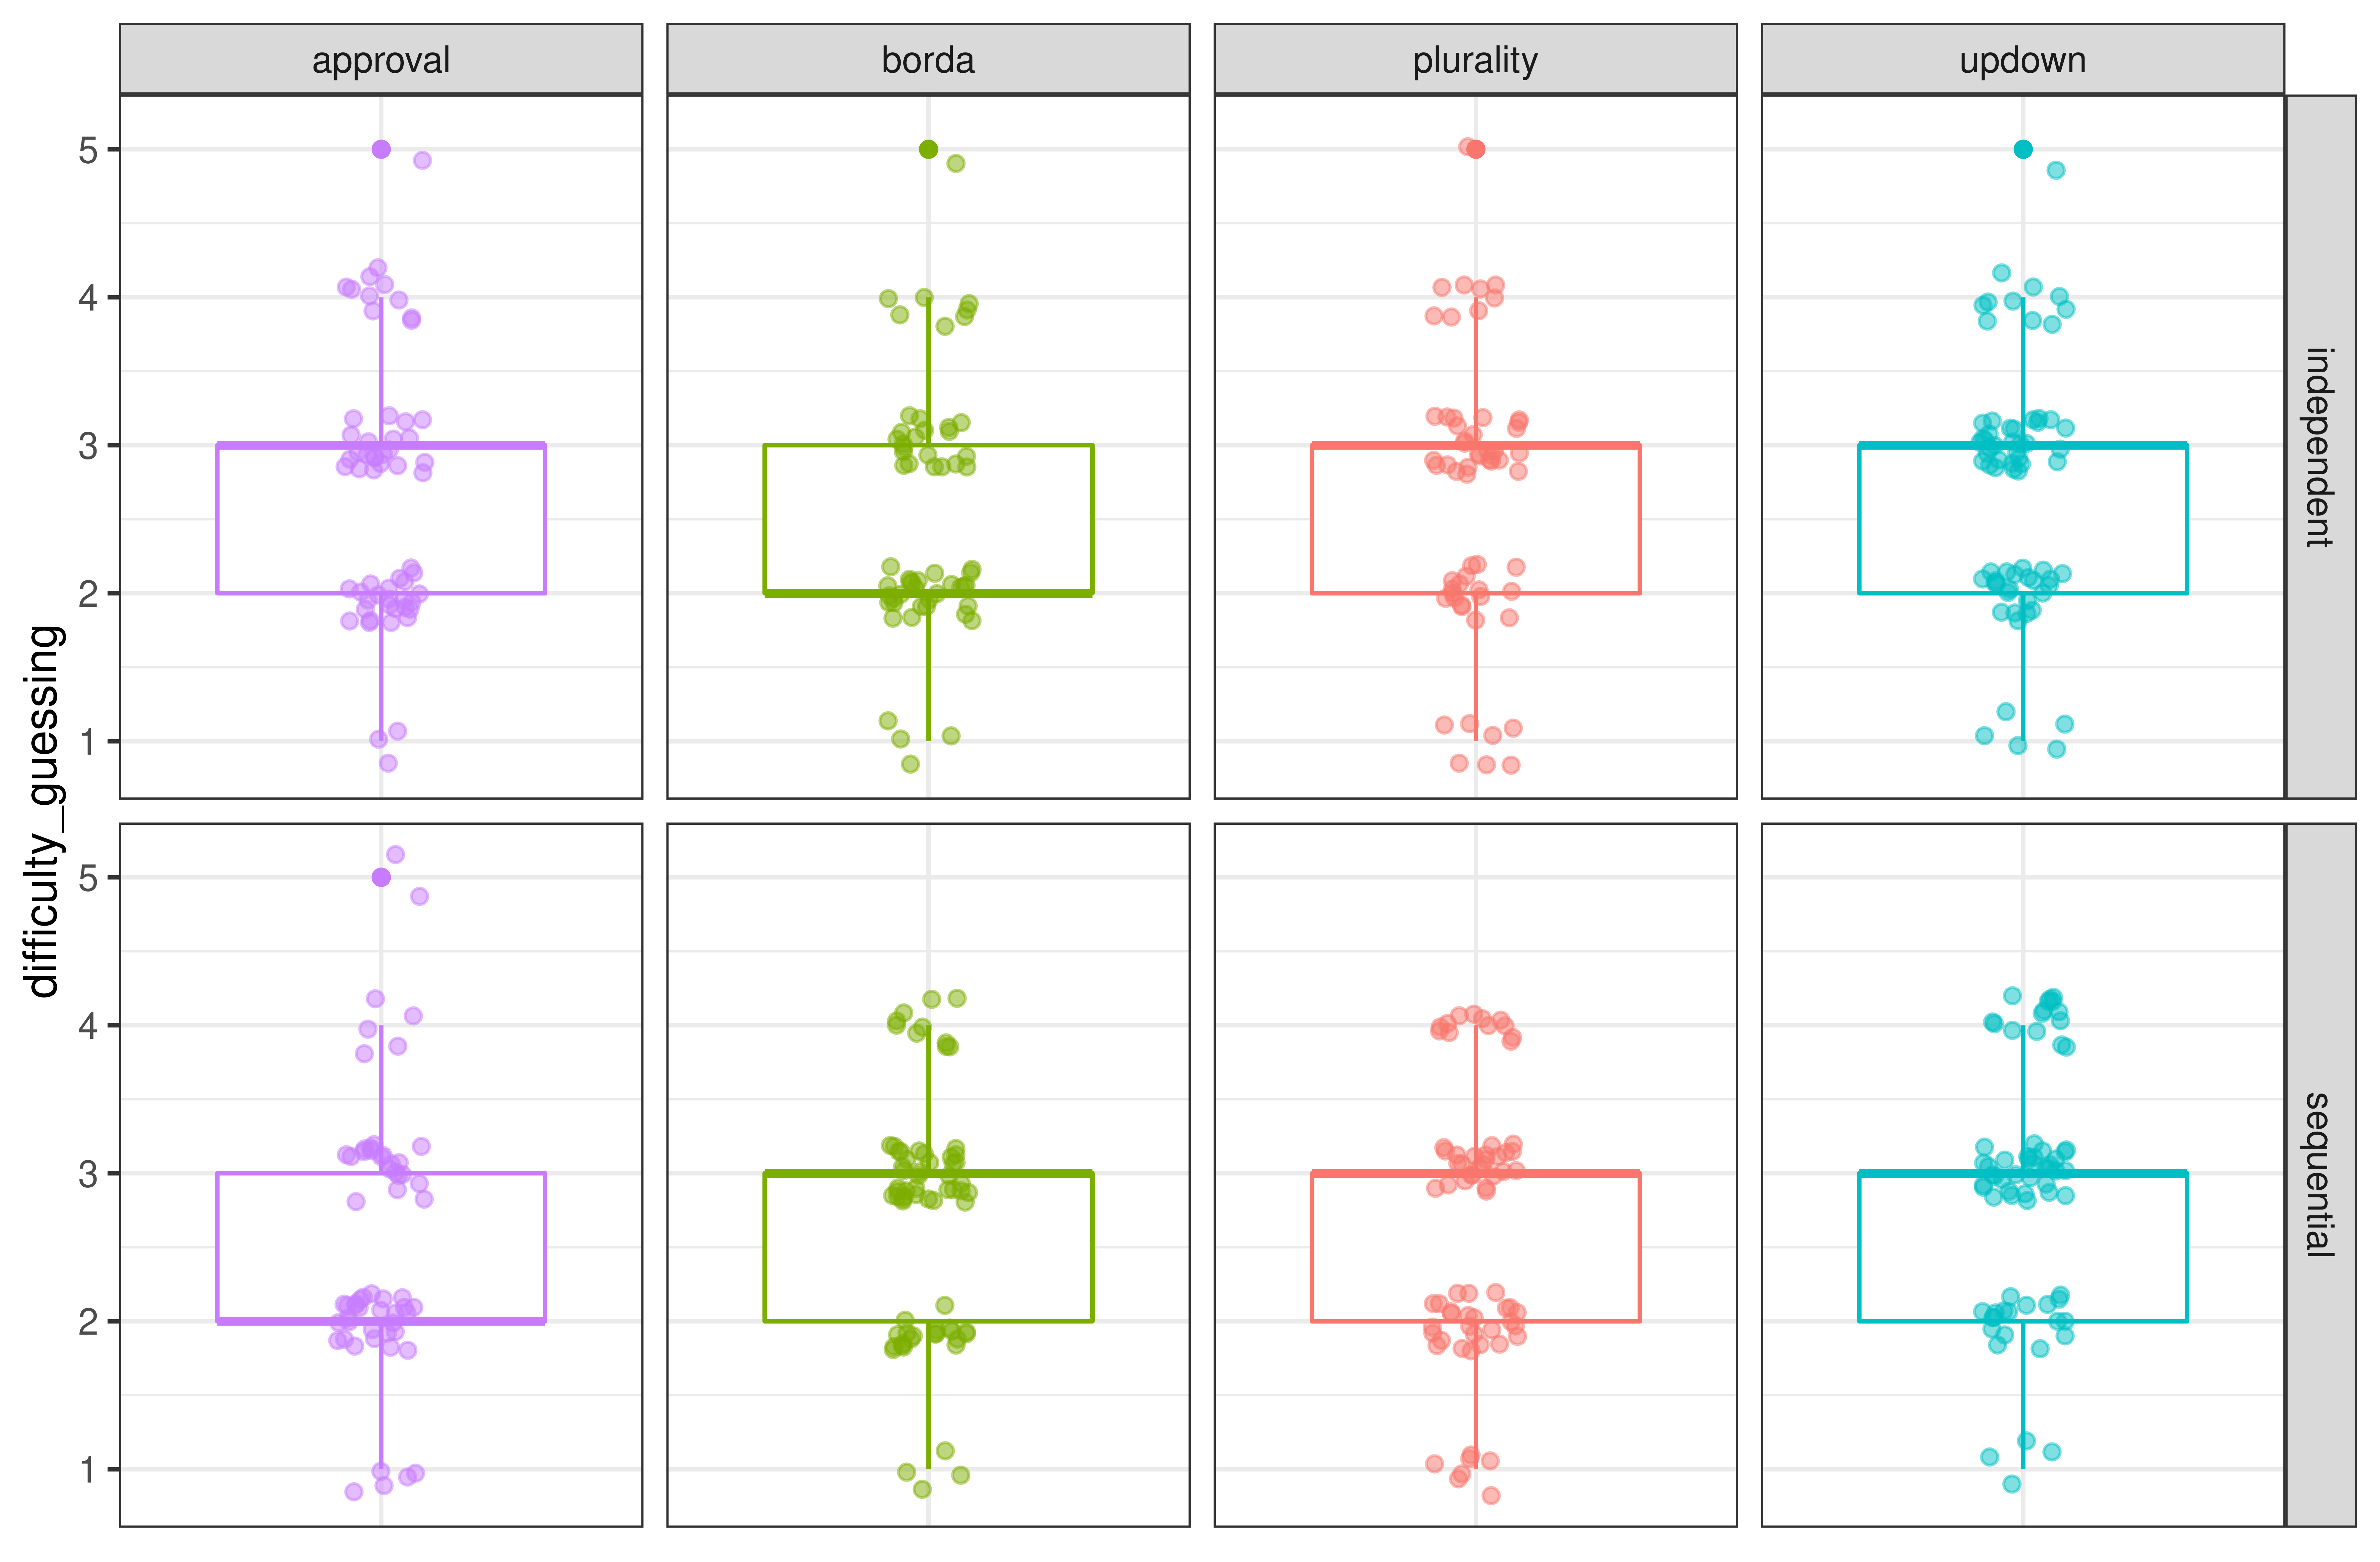 approval
borda
plurality
updown
difficulty_guessing
5
4
3
2
1
independent
5
4
3
2
1
sequential